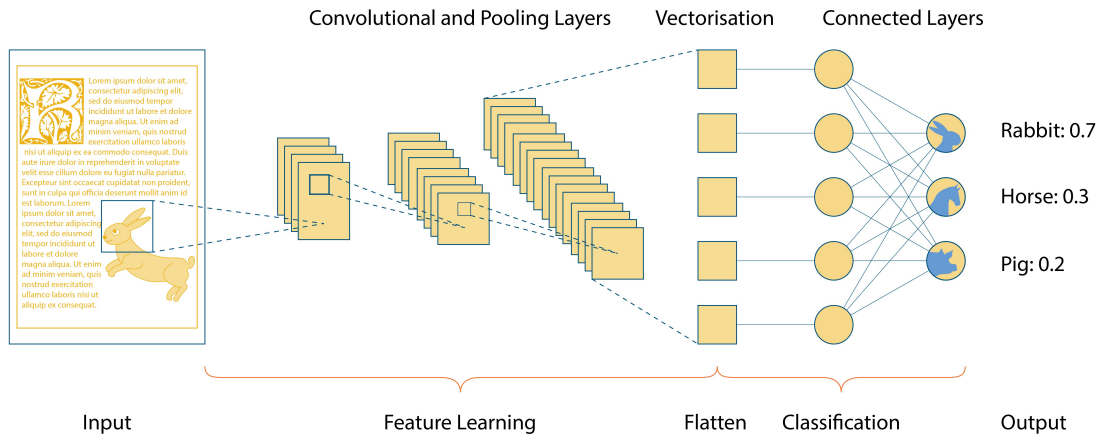 Convolutional and Pooling Layers
Vectorisation
Connected Layers
R
Lorem ipsum dolor sit amet,
consectetur adipiscing elit,
sed do eiusmod tempor
incididunt ut labore et dolore
magna aliqua. Ut enim ad
minim veniam, quis nostrud
exercitation ullamco laboris
nisi ut aliquip ex ea commodo consequat. Duis
aute irure dolor in reprehenderit in voluptate
velit esse cillum dolore eu fugiat nulla pariatur.
Excepteur sint occaecat cupidatat non proident,
sunt in culpa qui officia deserunt mollit anim id
est laborum. Lorem
ipsum dolor sit amet,
consectetur adipiscing
elit, sed do eiusmod
tempor incididunt ut
labore et dolore
magna aliqua. Ut enim
ad minim veniam, quis
nostrud exercitation
ullamco laboris nisi ut
aliquip ex consequat.
Rabbit: 0.7
Horse: 0.3
Pig: 0.2
Input
Feature Learning
Flatten
Classification
Output